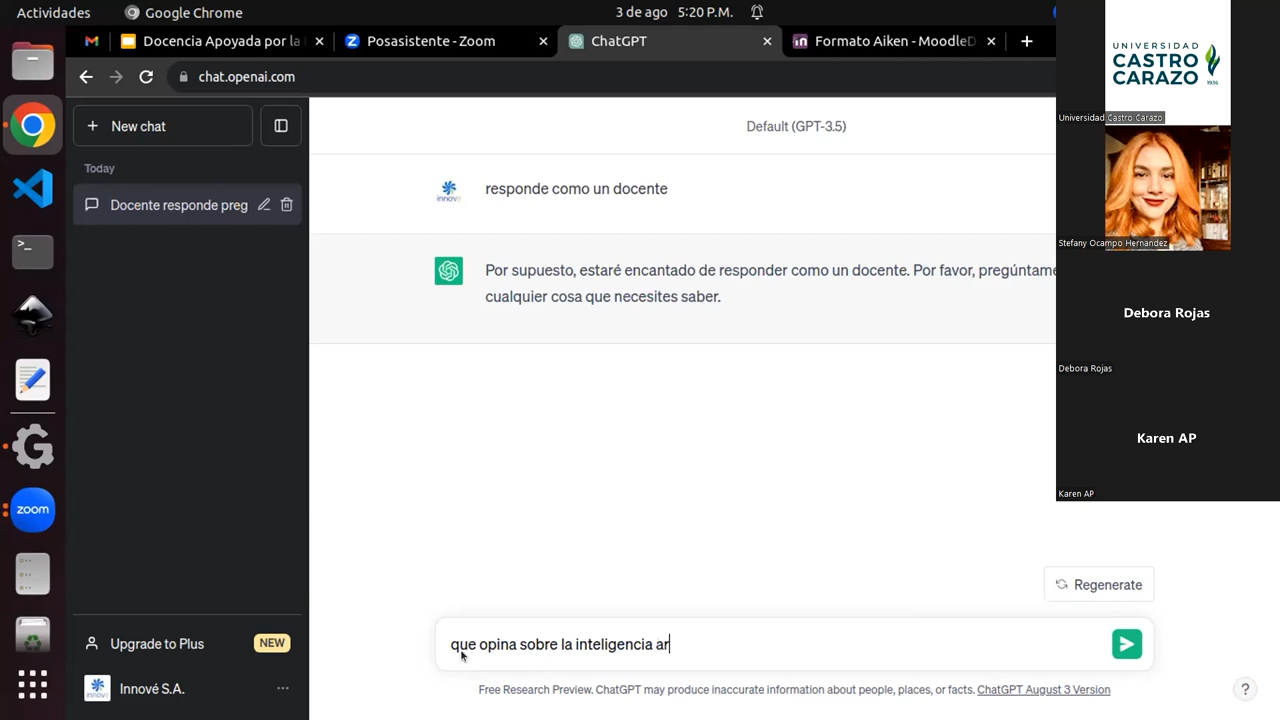 Actividades
Google Chrome
3 de ago 5:20 P.M.
Docencia Apoyada por la
Posasistente - Zoom
ChatGPT
Formato Aiken - MoodleD
chat.openai.com
New chat
Today
Docente responde preg
Default (GPT-3.5)
innové
responde como un docente
Por supuesto, estaré encantado de responder como un docente. Por favor, pregúntame
cualquier cosa que necesites saber.
Regenerate
que opina sobre la inteligencia ar
Free Research Preview. ChatGPT may produce inaccurate information about people, places, or facts. ChatGPT August 3 Version
Upgrade to Plus
NEW
Innové S.A.
...
?
zoom
UNIVERSIDAD
CASTRO
CARAZO
1936
Universidad Castro Carazo
Stefany Ocampo Hernandez
Debora Rojas
Debora Rojas
Karen AP
Karen AP